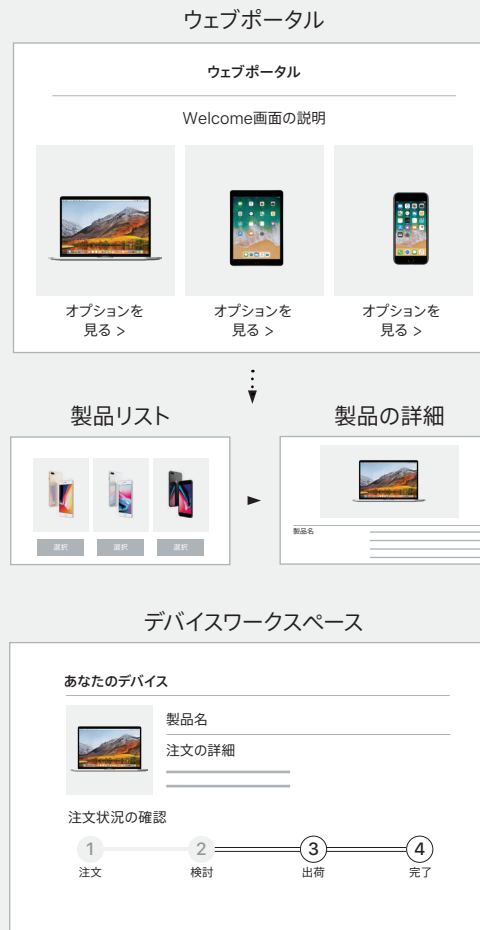 ウェブポータル
ウェブポータル
Welcome画面の説明
オプションを
見る >
オプションを
見る >
オプションを
見る >
製品リスト
選択
選択
選択
製品の詳細
製品名
デバイスワークスペース
あなたのデバイス
製品名
注文の詳細
注文状況の確認
1
2
3
4
注文
検討
出荷
完了